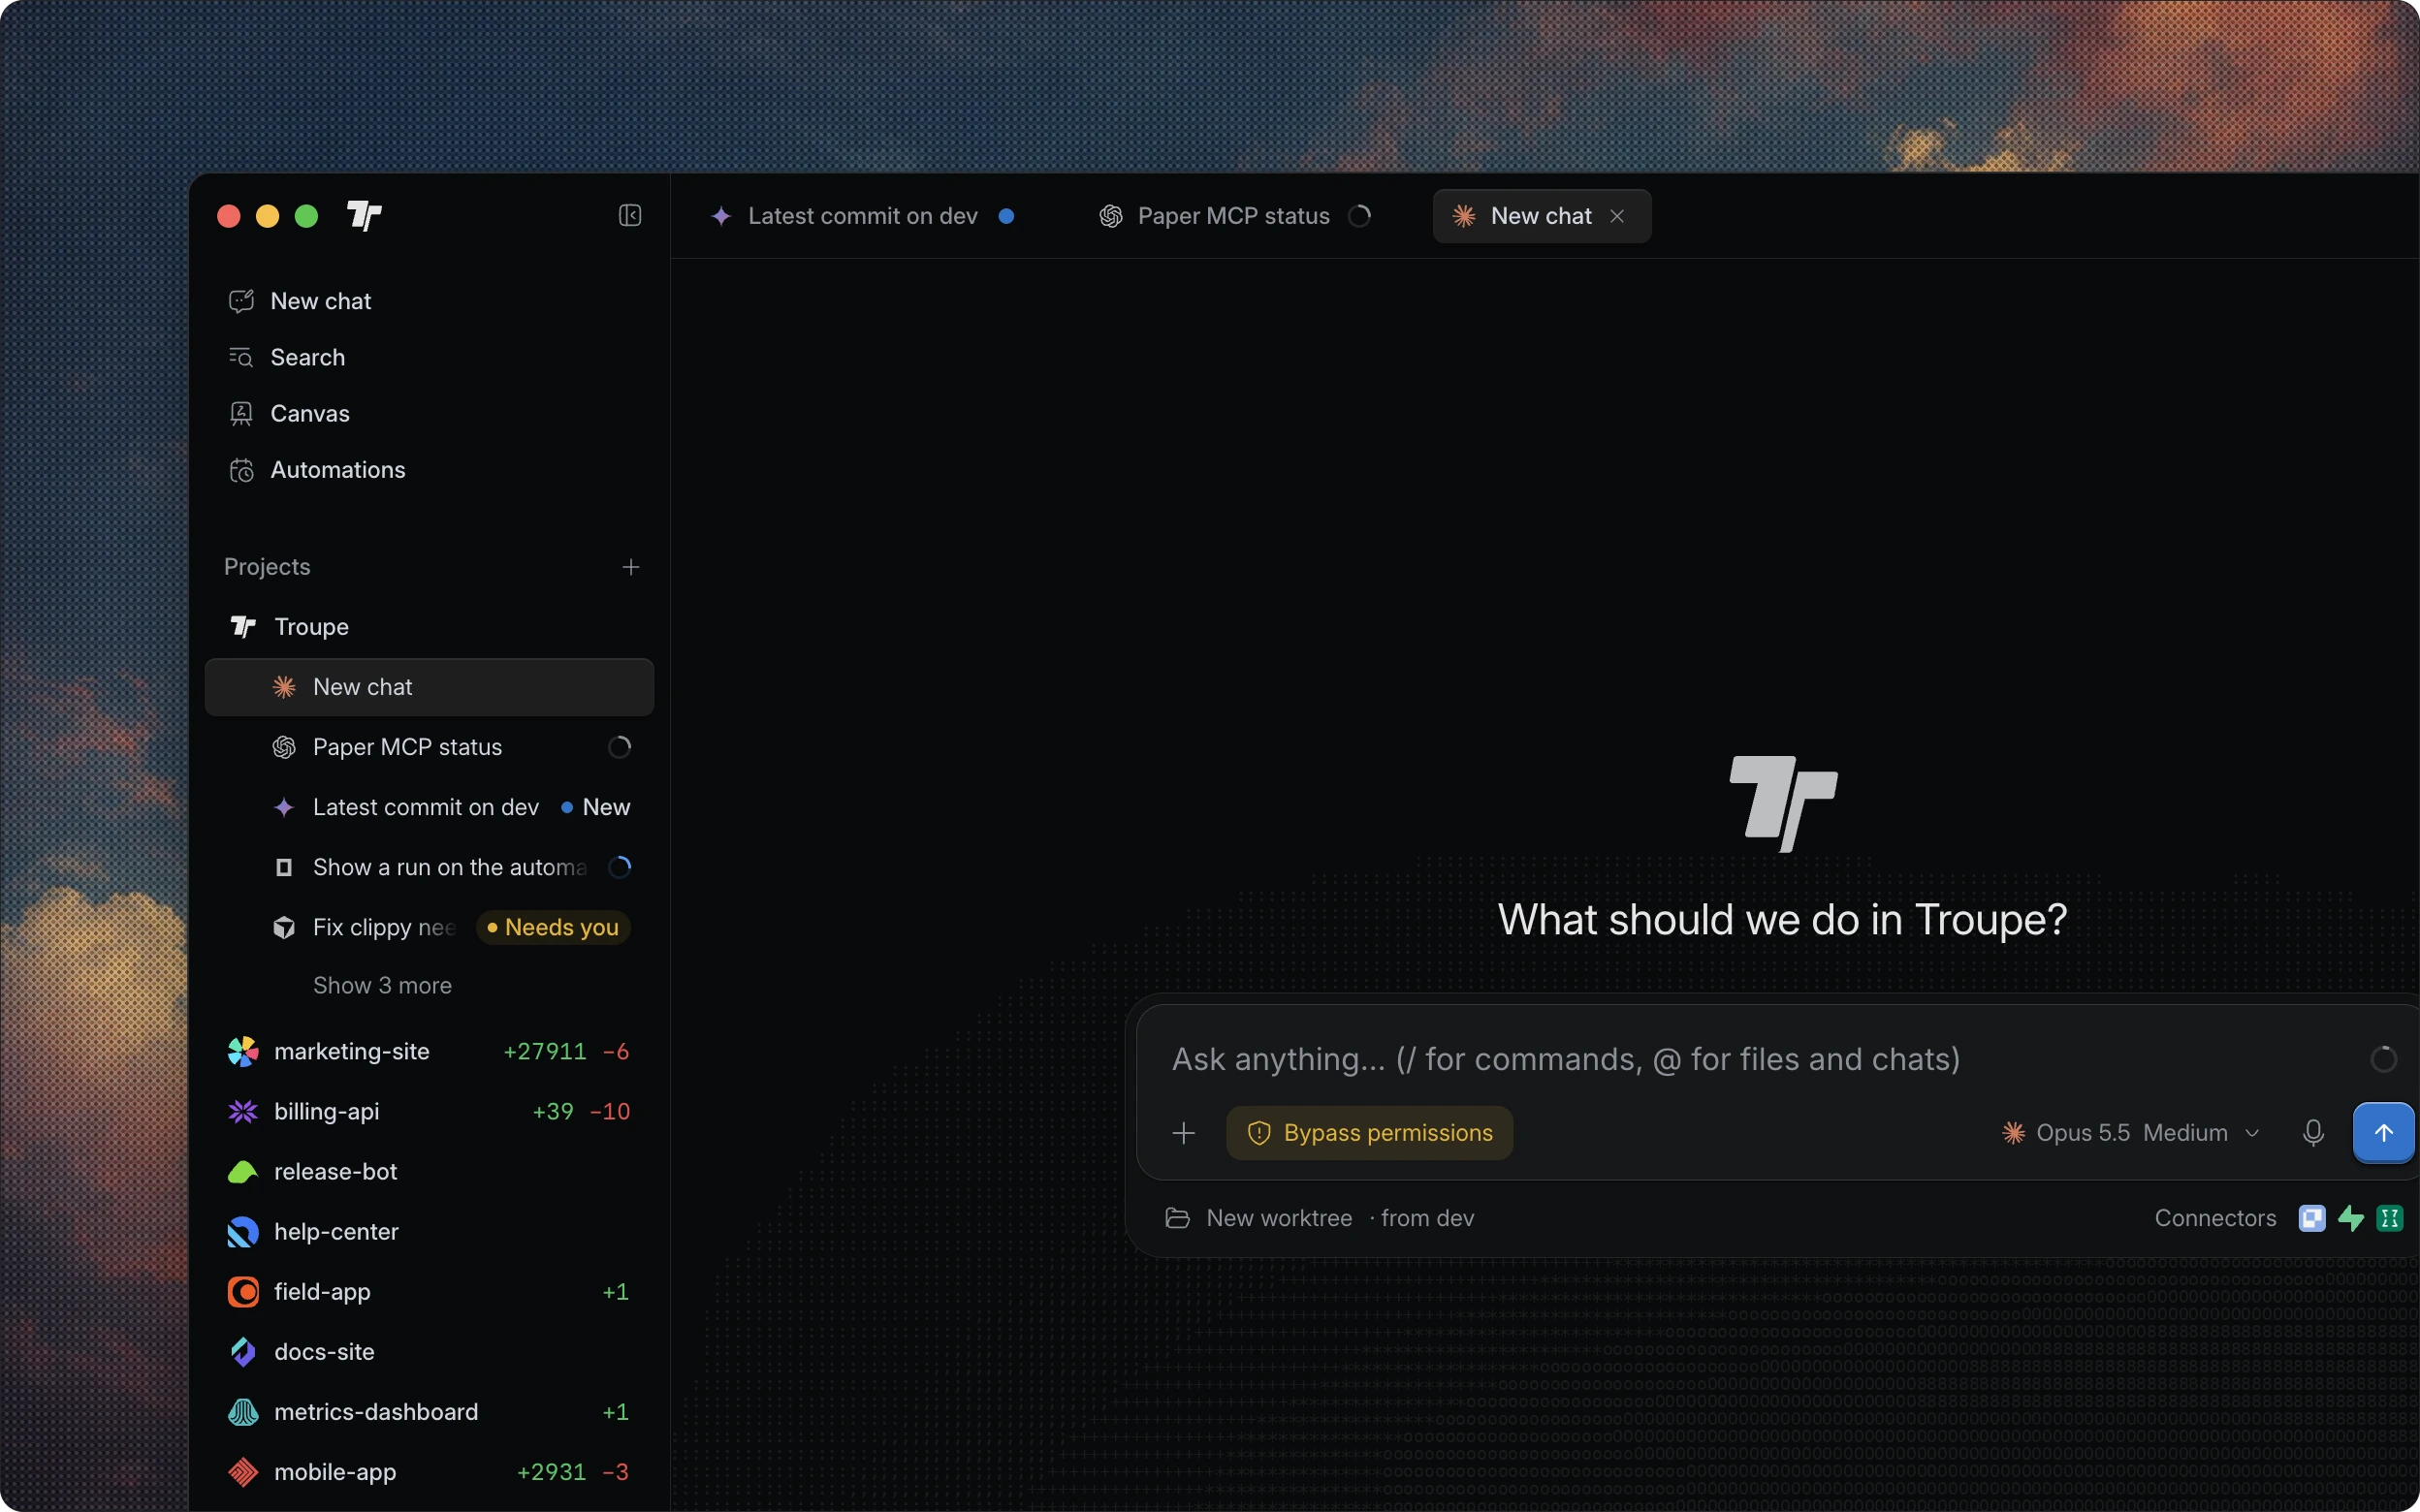 Latest commit on dev
Paper MCP status
New chat
New chat
Search
Canvas
Automations
Projects
Troupe
New chat
Paper MCP status
Latest commit on dev New
Show a run on the automa
Fix clippy nee Needs you
Show 3 more
marketing-site +27911 −6
billing-api +39 −10
release-bot
help-center
field-app +1
docs-site
metrics-dashboard +1
mobile-app +2931 −3
What should we do in Troupe?
Ask anything... (/ for commands, @ for files and chats)
Bypass permissions
Opus 5.5 Medium
New worktree · from dev
Connectors